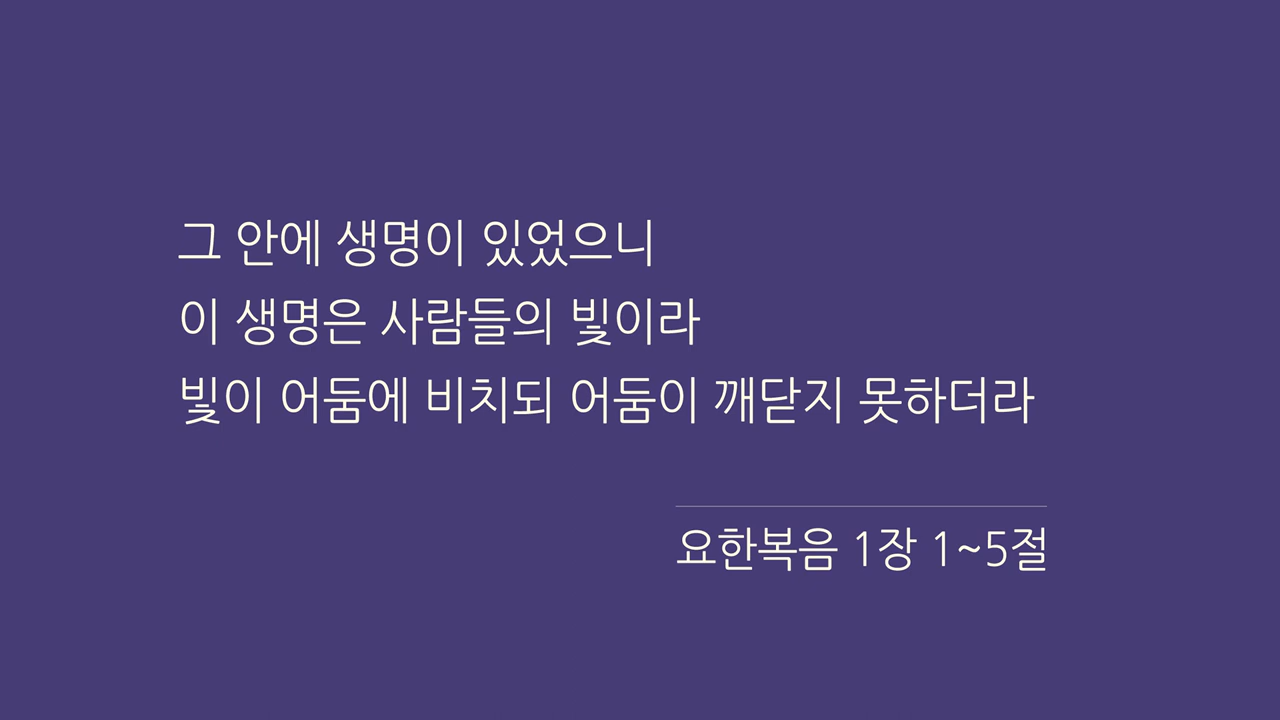 그 안에 생명이 있었으니
이 생명은 사람들의 빛이라
빛이 어둠에 비치되 어둠이 깨닫지 못하더라
요한복음 1장 1~5절